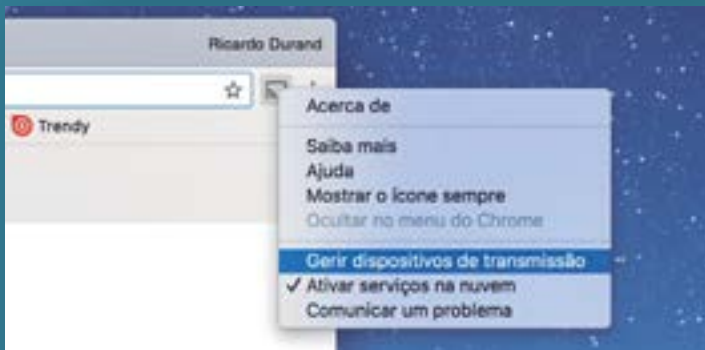 Ricardo Durand
Trendy
Acerca de
Saiba mais
Ajuda
Mostrar o ícone sempre
Ocultar no menu do Chrome
Gerir dispositivos de transmissão
Ativar serviços na nuvem
Comunicar um problema